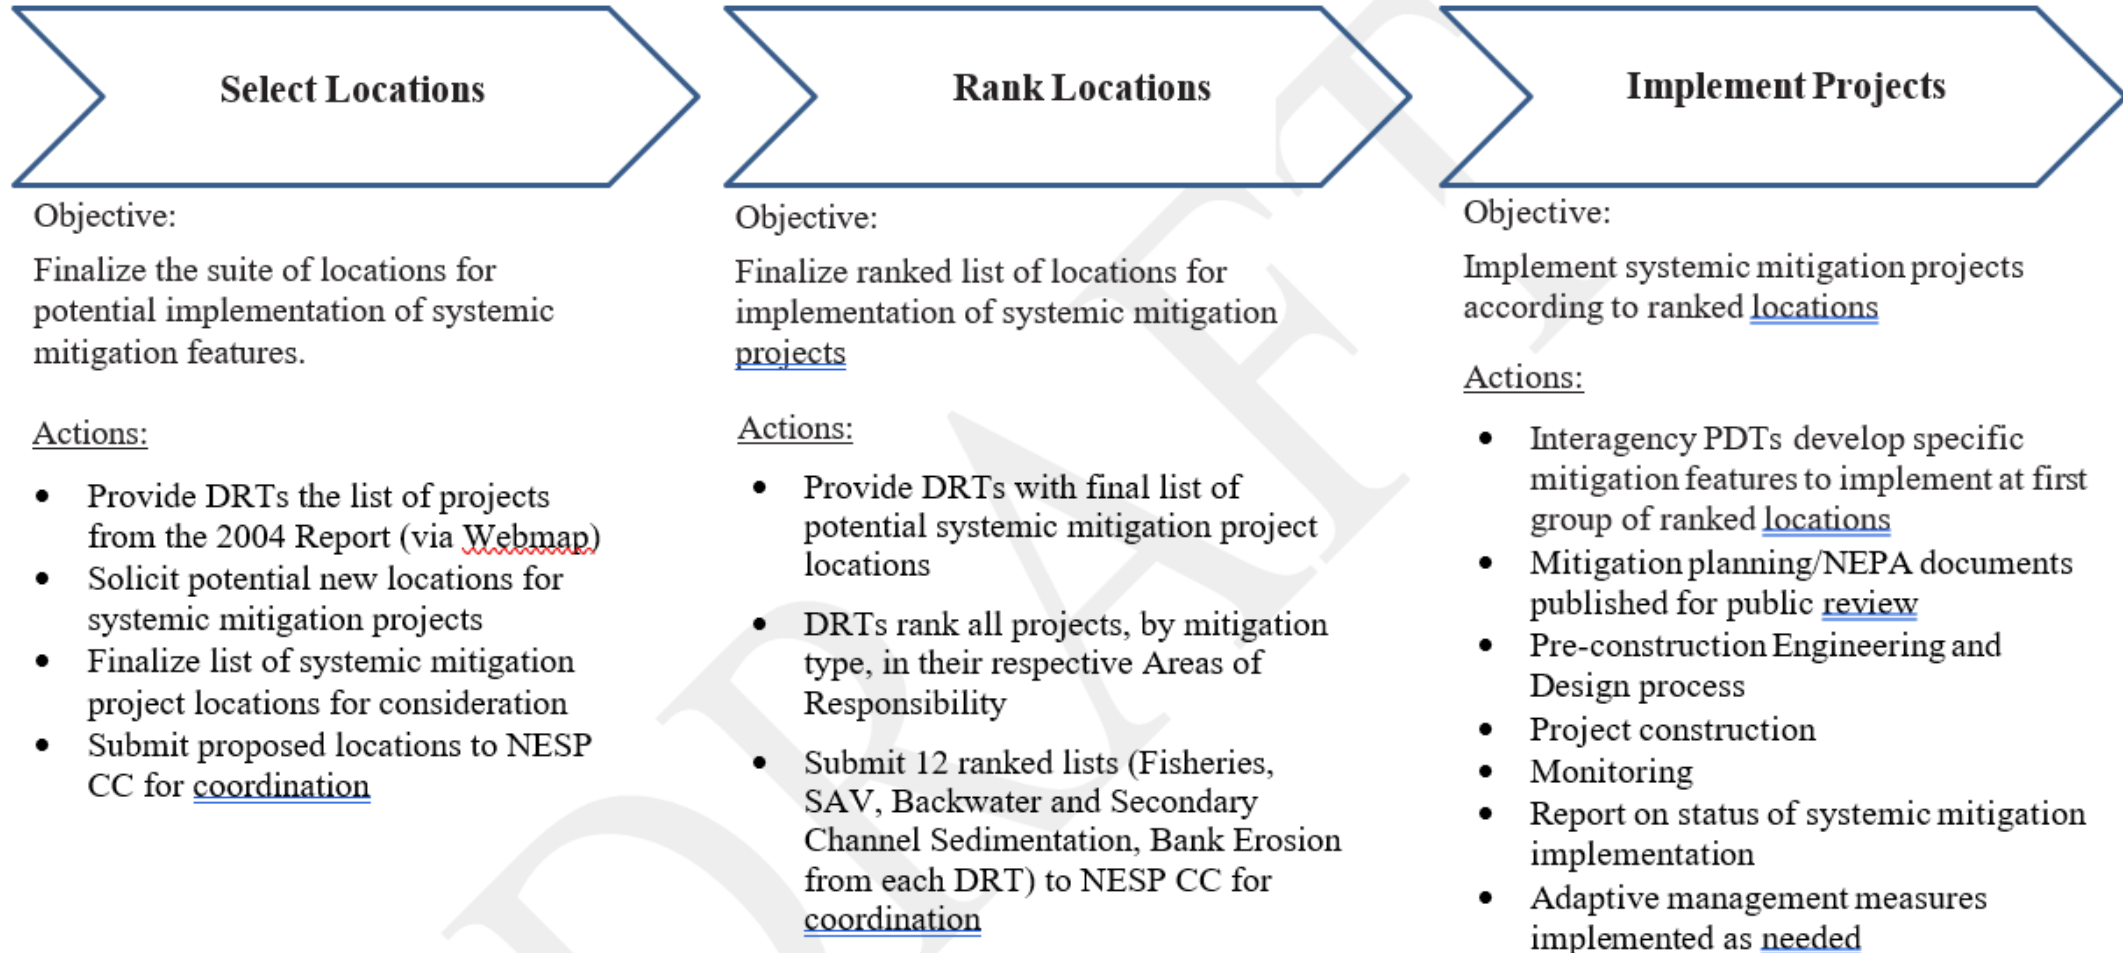 Select Locations
Objective:
Finalize the suite of locations for
potential implementation of systemic
mitigation features.
Actions:
• Provide DRTs the list of projects
from the 2004 Report (via Webmap)
• Solicit potential new locations for
systemic mitigation projects
• Finalize list of systemic mitigation
project locations for consideration
• Submit proposed locations to NESP
CC for coordination
Rank Locations
Objective:
Finalize ranked list of locations for
implementation of systemic mitigation
projects
Actions:
• Provide DRTs with final list of
potential systemic mitigation project
locations
• DRTs rank all projects, by mitigation
type, in their respective Areas of
Responsibility
• Submit 12 ranked lists (Fisheries,
SAV, Backwater and Secondary
Channel Sedimentation, Bank Erosion
from each DRT) to NESP CC for
coordination
Implement Projects
Objective:
Implement systemic mitigation projects
according to ranked locations
Actions:
• Interagency PDTs develop specific
mitigation features to implement at first
group of ranked locations
• Mitigation planning/NEPA documents
published for public review
• Pre-construction Engineering and
Design process
• Project construction
• Monitoring
• Report on status of systemic mitigation
implementation
• Adaptive management measures
implemented as needed
DRAFT